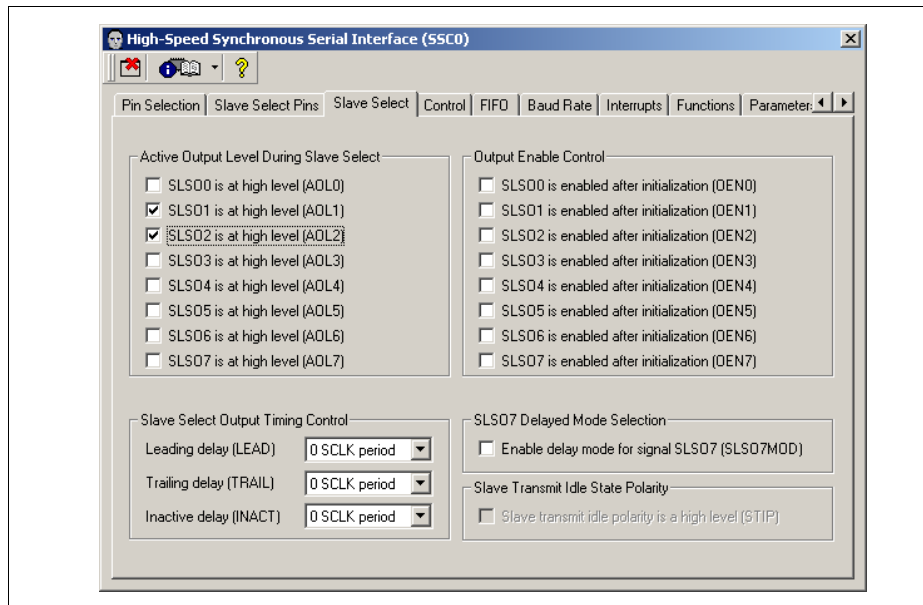 High-Speed Synchronous Serial Interface (SSC0)
Pin Selection Slave Select Pins Slave Select Control FIFO Baud Rate Interrupts Functions Parameter
Active Output Level During Slave Select
SLSO0 is at high level (AOL0)
SLSO1 is at high level (AOL1)
SLSO2 is at high level (AOL2)
SLSO3 is at high level (AOL3)
SLSO4 is at high level (AOL4)
SLSO5 is at high level (AOL5)
SLSO6 is at high level (AOL6)
SLSO7 is at high level (AOL7)
Output Enable Control
SLSO0 is enabled after initialization (OEN0)
SLSO1 is enabled after initialization (OEN1)
SLSO2 is enabled after initialization (OEN2)
SLSO3 is enabled after initialization (OEN3)
SLSO4 is enabled after initialization (OEN4)
SLSO5 is enabled after initialization (OEN5)
SLSO6 is enabled after initialization (OEN6)
SLSO7 is enabled after initialization (OEN7)
Slave Select Output Timing Control
Leading delay (LEAD) 0 SCLK period
Trailing delay (TRAIL) 0 SCLK period
Inactive delay (INACT) 0 SCLK period
SLSO7 Delayed Mode Selection
Enable delay mode for signal SLSO7 (SLSO7MOD)
Slave Transmit Idle State Polarity
Slave transmit idle polarity is a high level (STIP)